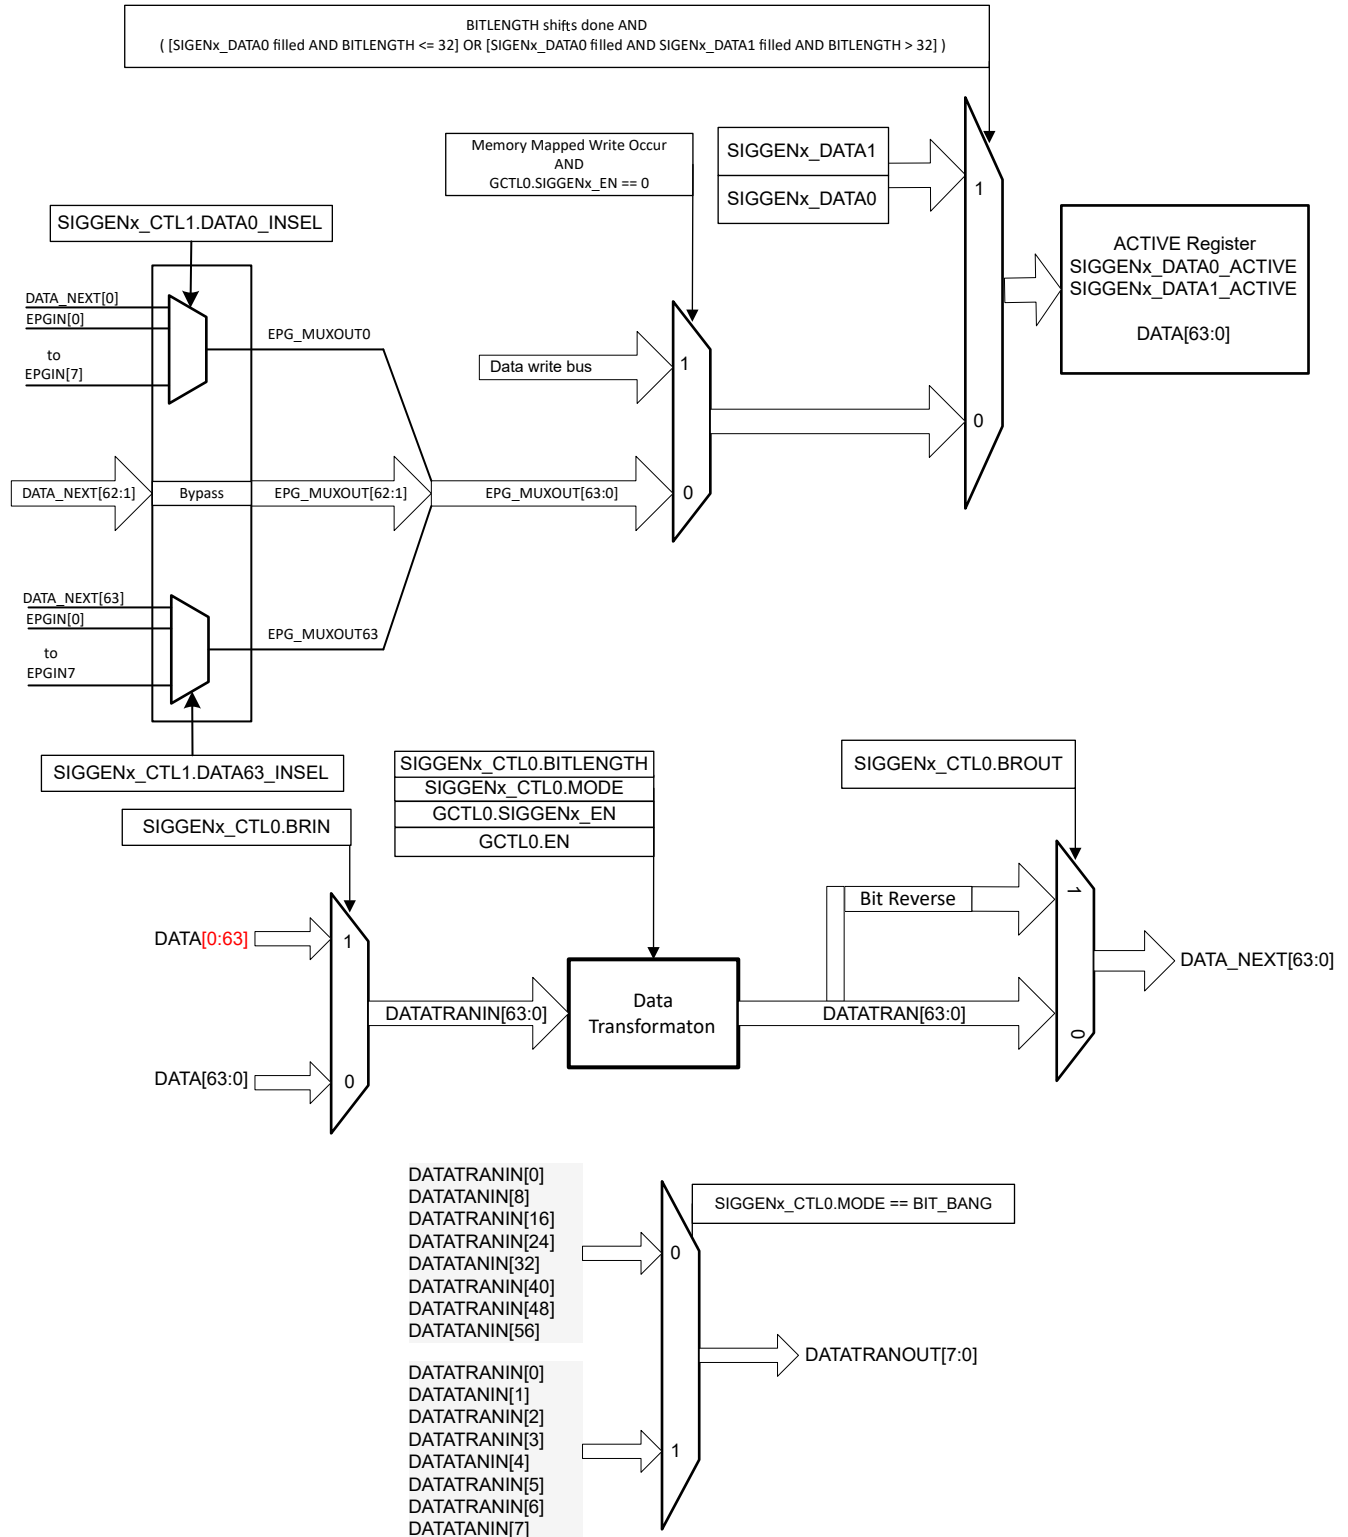 BITLENGTH shifts done AND
( [SIGENx_DATA0 filled AND BITLENGTH <= 32] OR [SIGENx_DATA0 filled AND SIGENx_DATA1 filled AND BITLENGTH > 32] )
Memory Mapped Write Occur
AND
GCTL0.SIGGENx_EN == 0
SIGGENx_DATA1
SIGGENx_DATA0
1
0
ACTIVE Register
SIGGENx_DATA0_ACTIVE
SIGGENx_DATA1_ACTIVE
DATA[63:0]
SIGGENx_CTL1.DATA0_INSEL
DATA_NEXT[0]
EPGIN[0]
to
EPGIN[7]
EPG_MUXOUT0
Data write bus
1
0
DATA_NEXT[62:1]
Bypass
EPG_MUXOUT[62:1]
EPG_MUXOUT[63:0]
DATA_NEXT[63]
EPGIN[0]
to
EPGIN7
EPG_MUXOUT63
SIGGENx_CTL1.DATA63_INSEL
SIGGENx_CTL0.BRIN
SIGGENx_CTL0.BITLENGTH
SIGGENx_CTL0.MODE
GCTL0.SIGGENx_EN
GCTL0.EN
SIGGENx_CTL0.BROUT
DATA[0:63]
1
DATA[63:0]
0
DATATRANIN[63:0]
Data
Transformaton
Bit Reverse
DATATRAN[63:0]
1
0
DATA_NEXT[63:0]
DATATRANIN[0]
DATATANIN[8]
DATATRANIN[16]
DATATRANIN[24]
DATATANIN[32]
DATATRANIN[40]
DATATRANIN[48]
DATATANIN[56]
0
SIGGENx_CTL0.MODE == BIT_BANG
DATATRANOUT[7:0]
DATATRANIN[0]
DATATANIN[1]
DATATRANIN[2]
DATATRANIN[3]
DATATANIN[4]
DATATRANIN[5]
DATATRANIN[6]
DATATANIN[7]
1